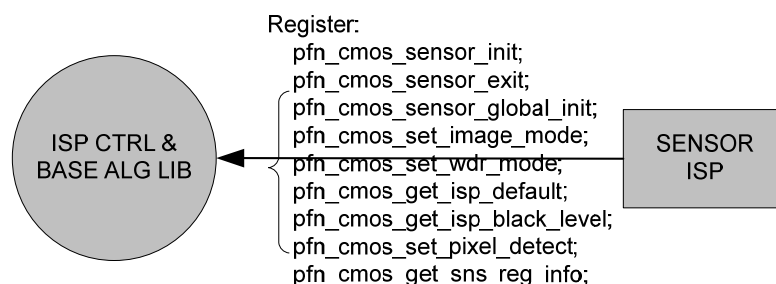 Register:
pfn_cmos_sensor_init;
pfn_cmos_sensor_exit;
pfn_cmos_sensor_global_init;
pfn_cmos_set_image_mode;
pfn_cmos_set_wdr_mode;
pfn_cmos_get_isp_default;
pfn_cmos_get_isp_black_level;
pfn_cmos_set_pixel_detect;
pfn_cmos_get_sns_reg_info;
ISP CTRL &
BASE ALG LIB
SENSOR
ISP